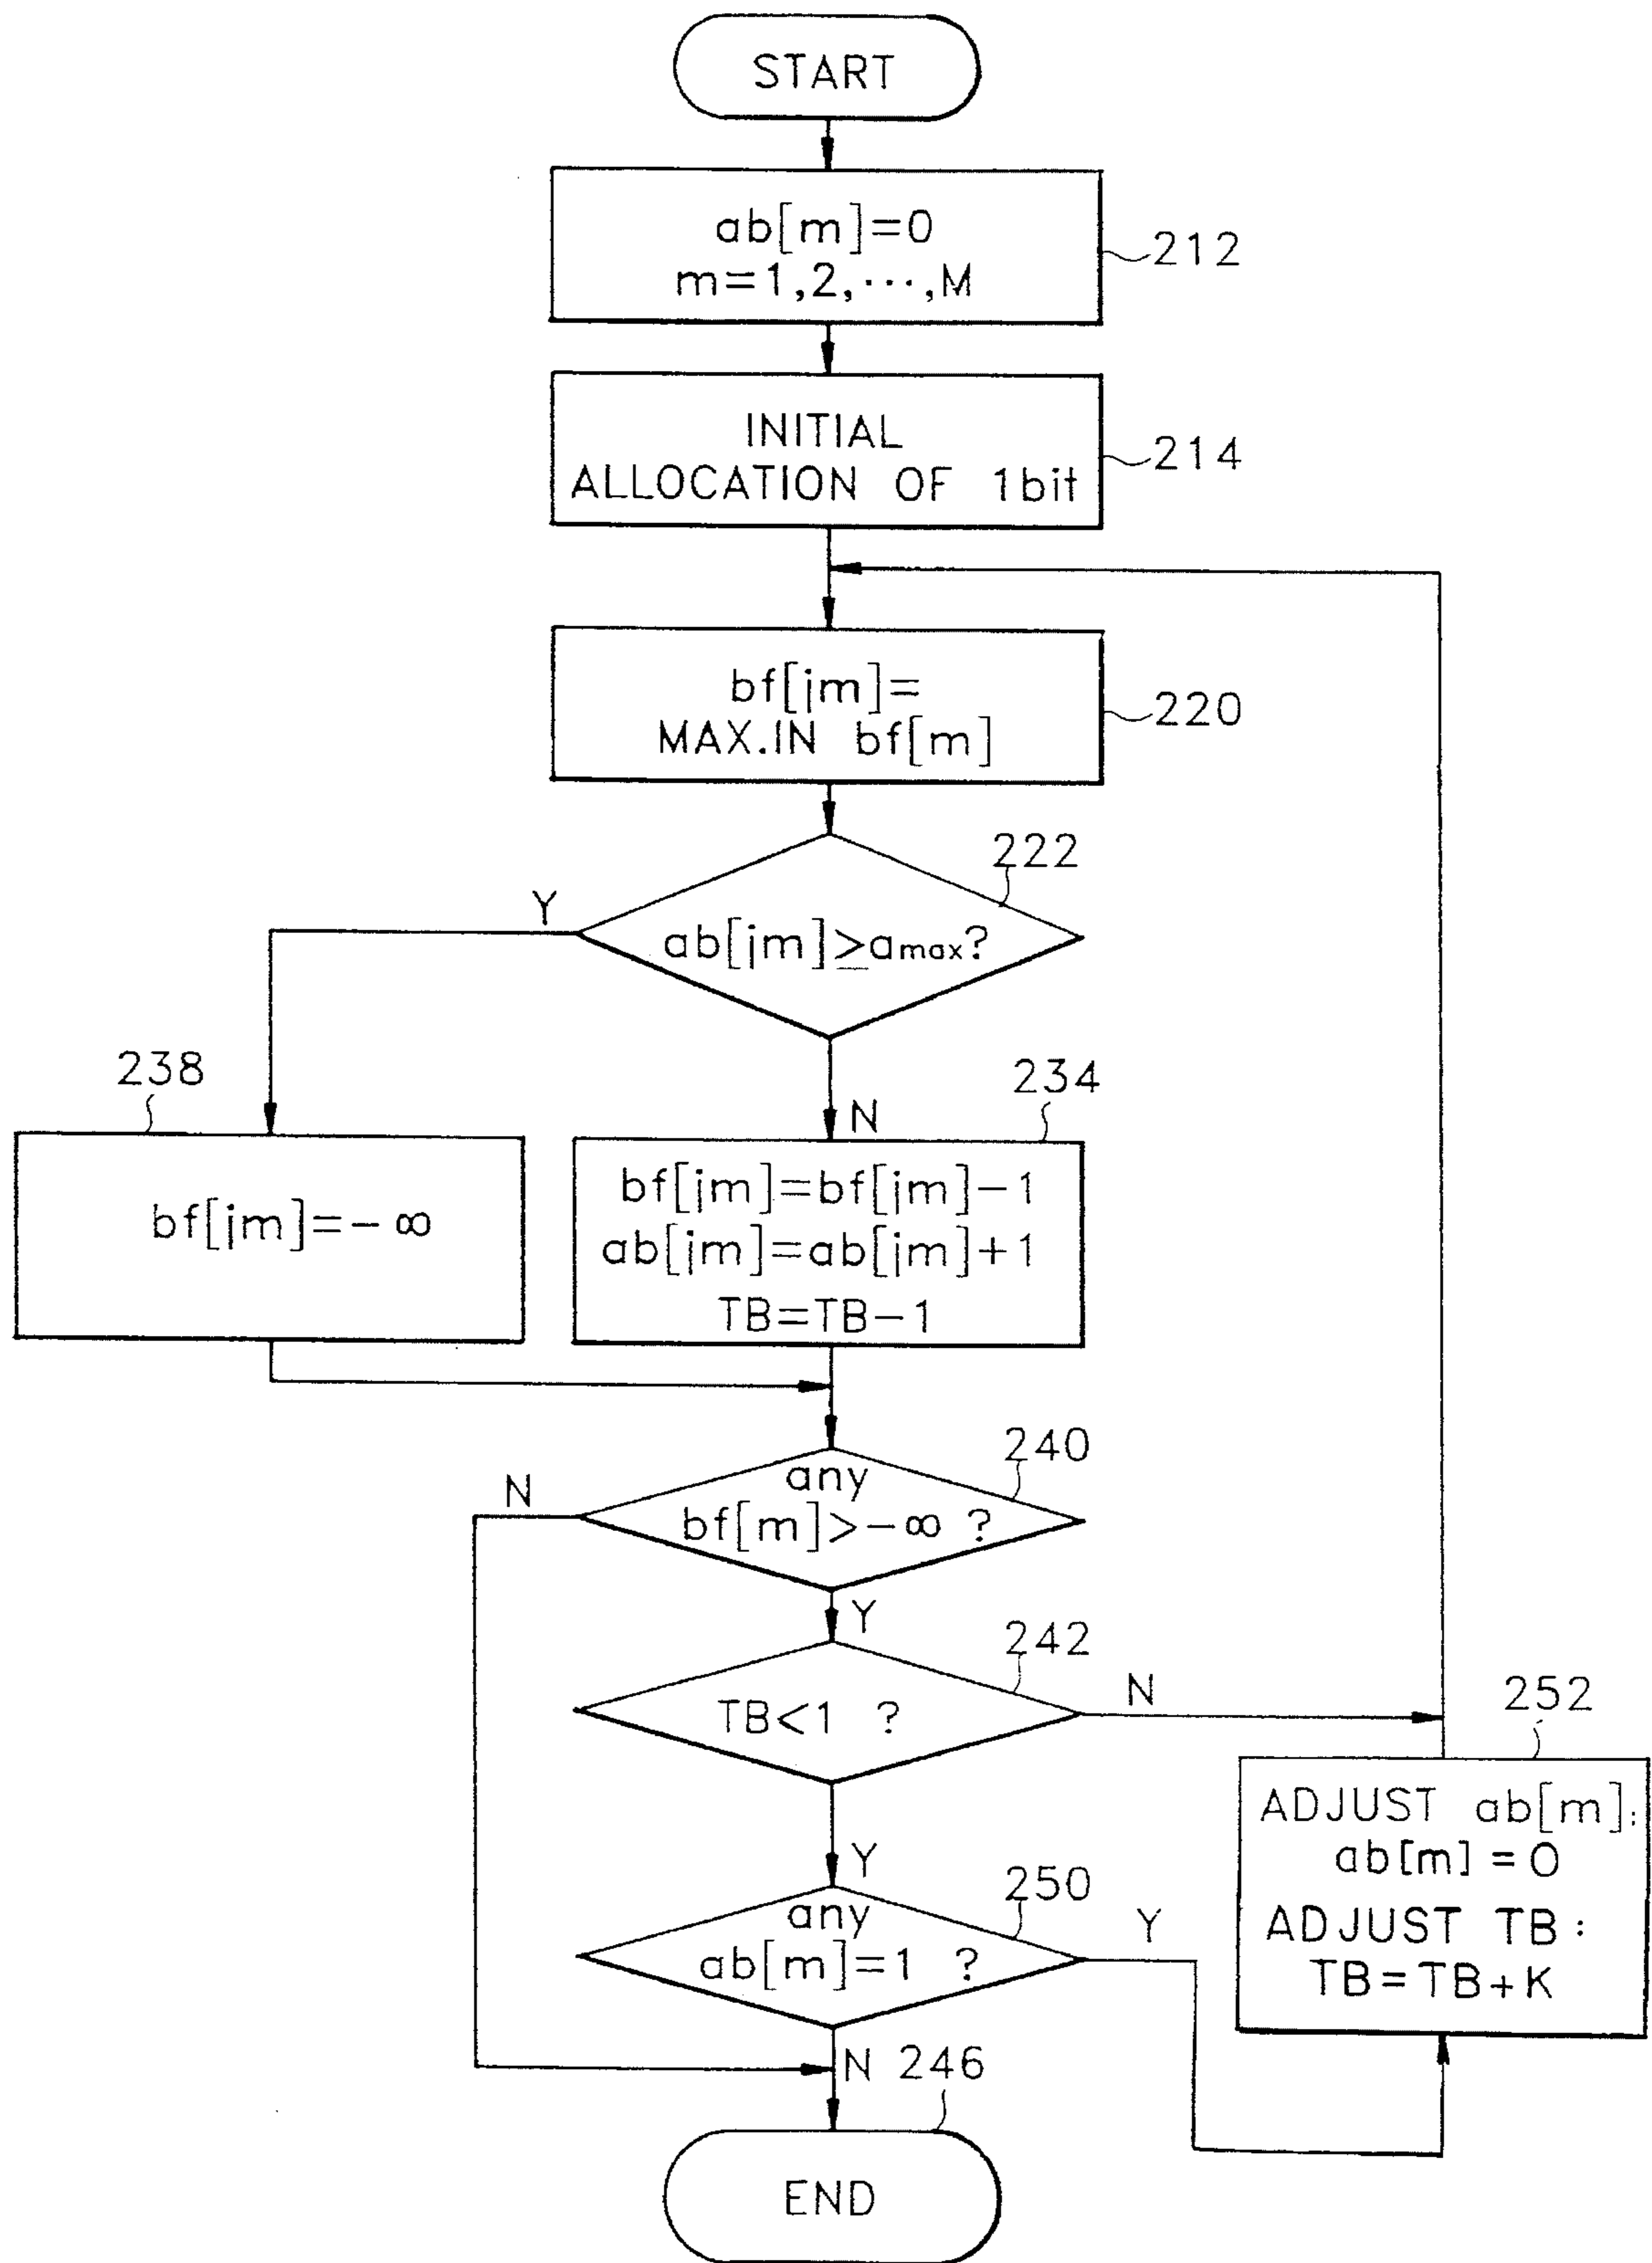 START
ab[m]=0
m=1,2,···,M
212
INITIAL
ALLOCATION OF 1bit
214
bf[jm]=
MAX.IN bf[m]
220
222
Y
ab[jm]≥amax?
238
234
N
bf[jm]=-∞
bf[jm]=bf[jm]-1
ab[jm]=ab[jm]+1
TB=TB-1
240
N
any
bf[m]>-∞ ?
Y
242
TB<1 ?
N
252
ADJUST ab[m]:
ab[m]=0
ADJUST TB:
TB=TB+K
Y
250
any
ab[m]=1 ?
Y
N
246
END